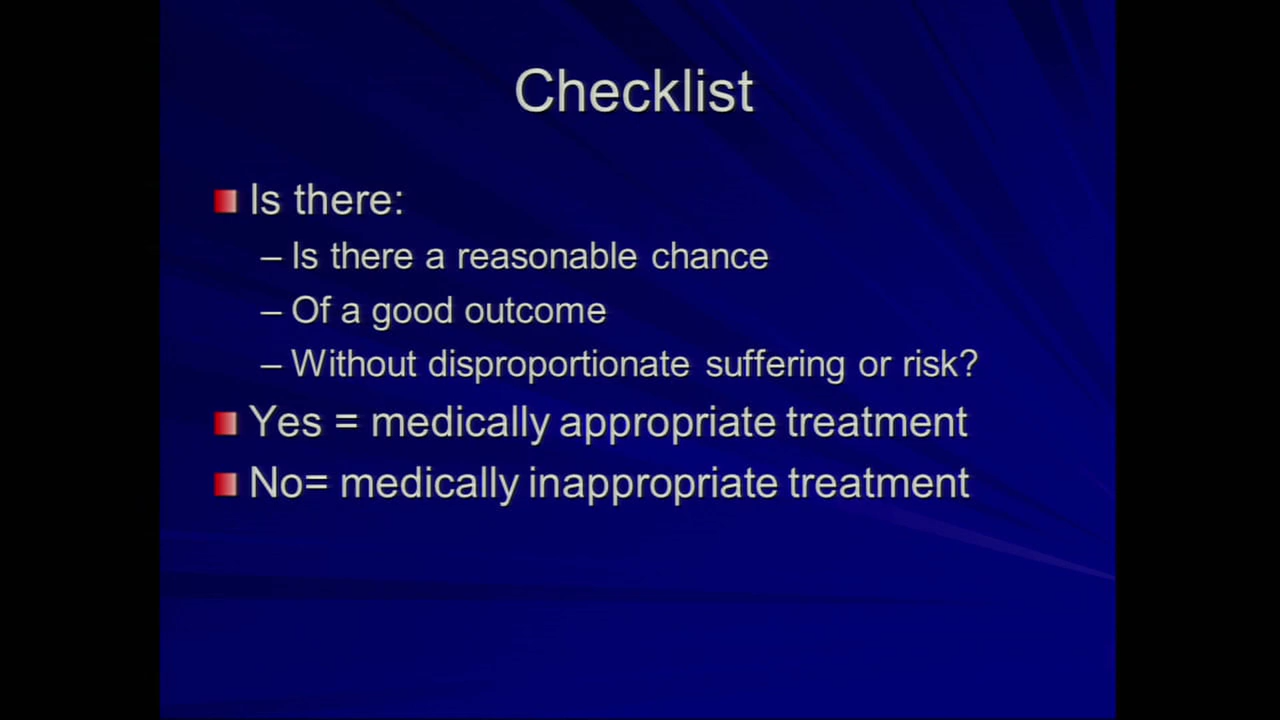 Checklist
Is there:
– Is there a reasonable chance
– Of a good outcome
– Without disproportionate suffering or risk?
Yes = medically appropriate treatment
No= medically inappropriate treatment